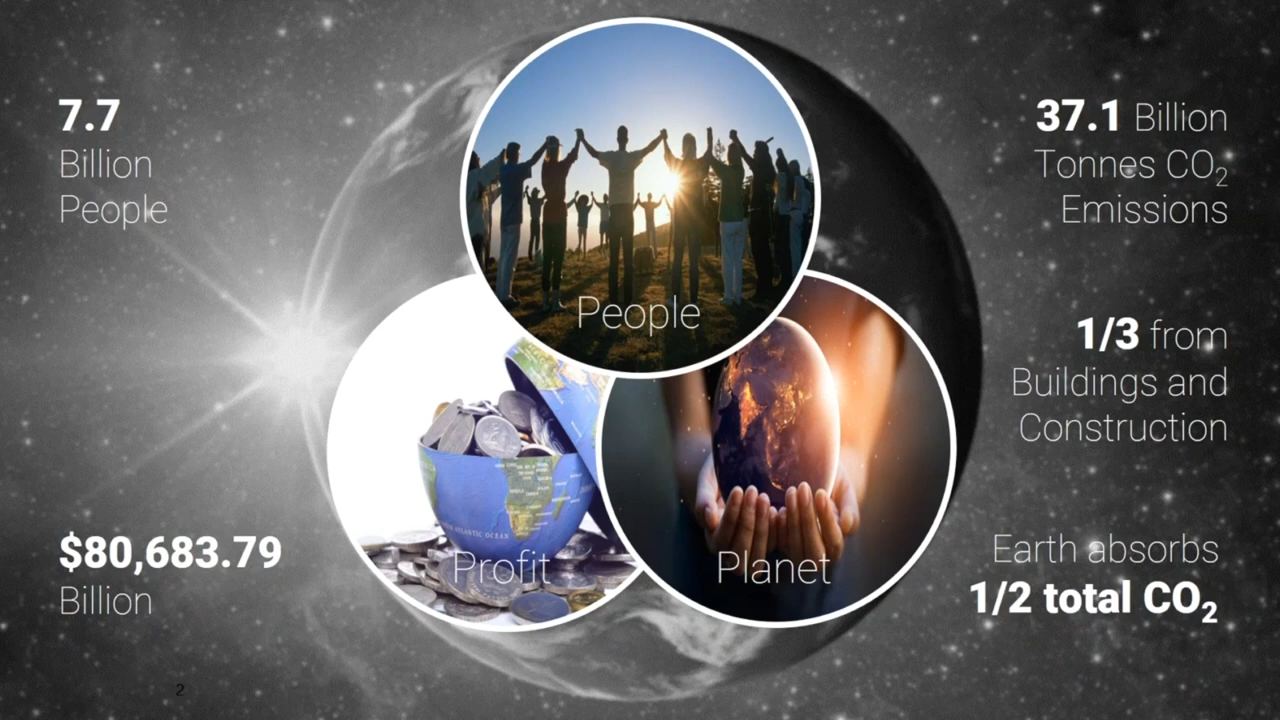 7.7
Billion
People
$80,683.79
Billion
People
Profit
Planet
37.1 Billion
Tonnes CO₂
Emissions
1/3 from
Buildings and
Construction
Earth absorbs
1/2 total CO₂
2